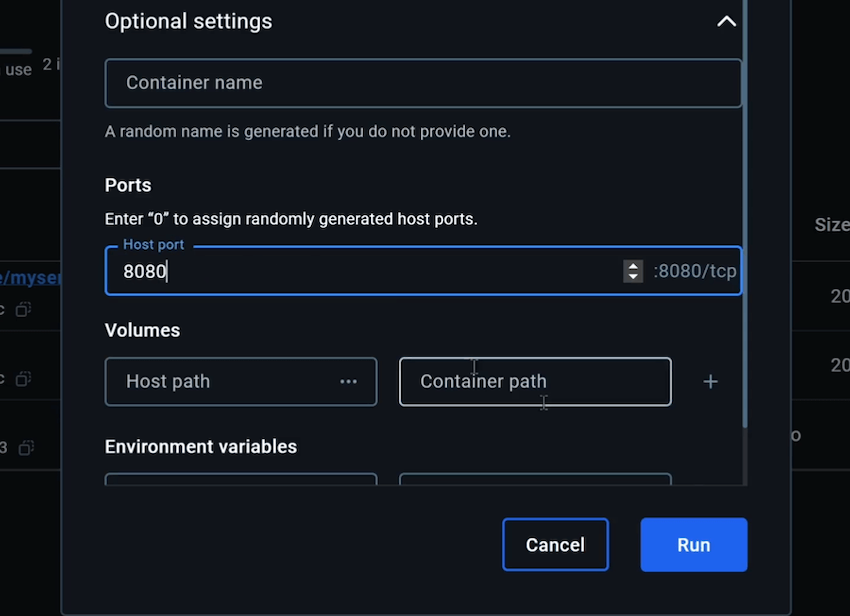 Optional settings
use 2 i
Container name
A random name is generated if you do not provide one.
Ports
Size
Enter “0” to assign randomly generated host ports.
Host port
8080 :8080/tcp
e/myser
c
20
Volumes
c
Host path ... Container path +
20
3
o
Environment variables
Cancel Run